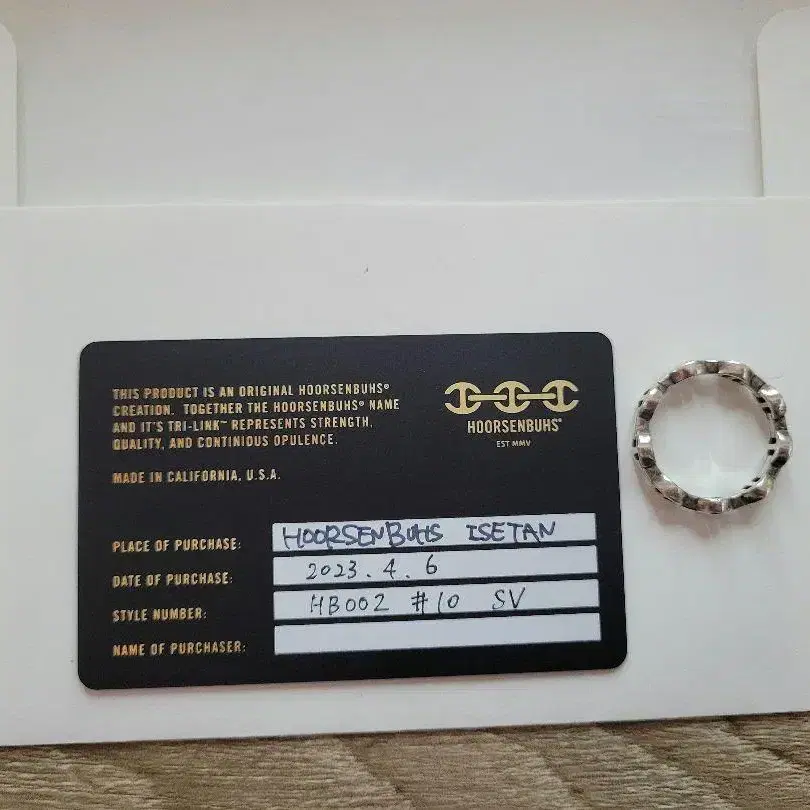 THIS PRODUCT IS AN ORIGINAL HOORSENBUHS®
CREATION. TOGETHER THE HOORSENBUHS® NAME
AND IT'S TRI-LINK™ REPRESENTS STRENGTH,
QUALITY, AND CONTINIOUS OPULENCE.
MADE IN CALIFORNIA, U.S.A.
HOORSENBUHS®
EST MMV
PLACE OF PURCHASE: HOORSENBUHS ISETAN
DATE OF PURCHASE: 2023.4.6
STYLE NUMBER: HB002 #10 SV
NAME OF PURCHASER: